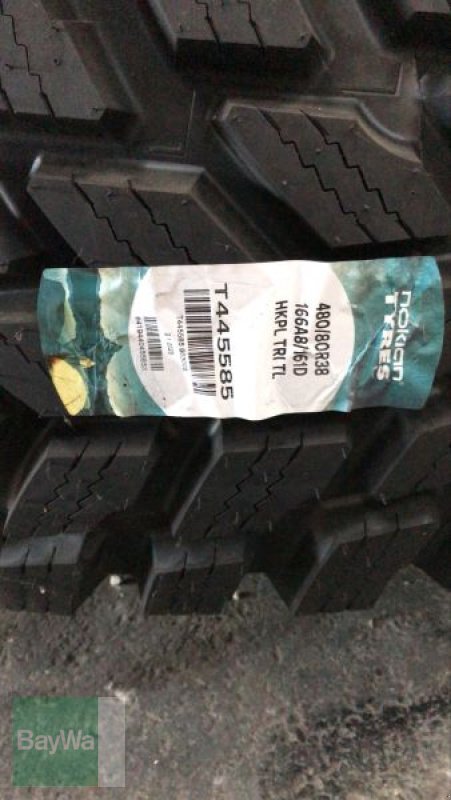 nokian
TYRES
480/80R38
166A8/161D
HKPL TRI TL
T445585
BayWa